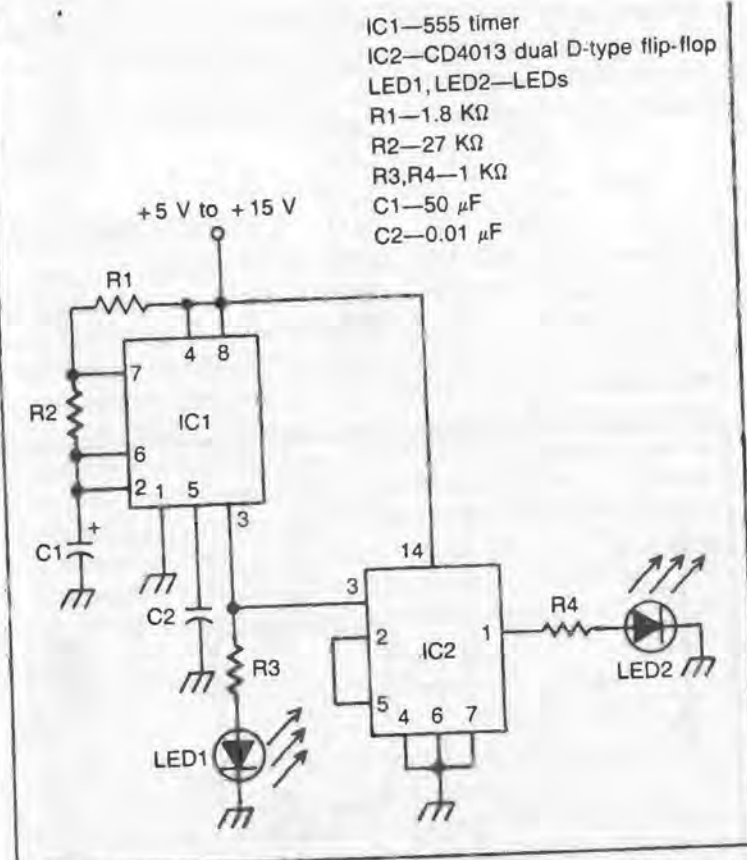 IC1—555 timer
IC2—CD4013 dual D-type flip-flop
LED1, LED2—LEDs
R1—1.8 KΩ
R2—27 KΩ
R3,R4—1 KΩ
C1—50 μF
C2—0.01 μF
+5 V to +15 V
R1
4 8
7
R2
IC1
6
2 1 5
3
+
C1
14
C2
3
R4
2
IC2
1
R3
5
4 6 7
LED2
LED1